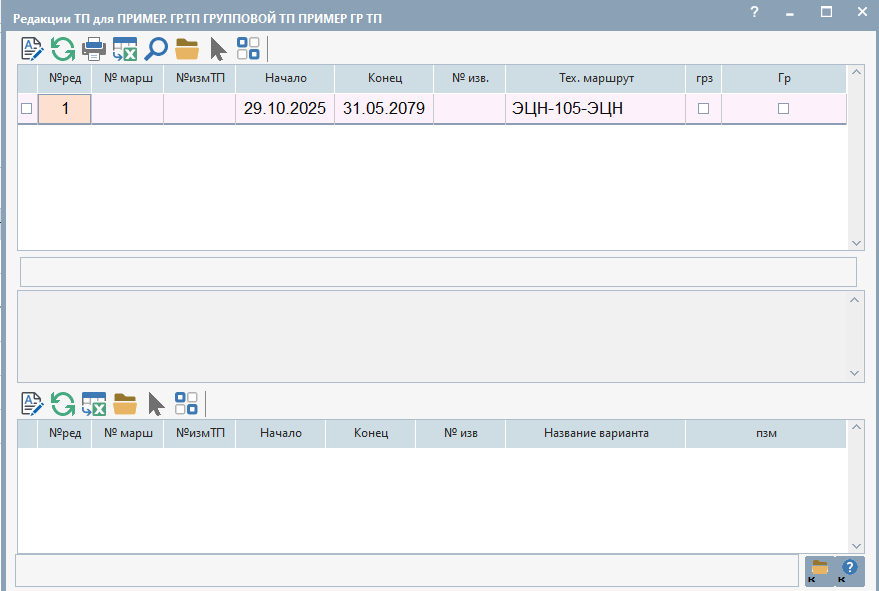 Редакции ТП для ПРИМЕР. ГР.ТП ГРУППОВОЙ ТП ПРИМЕР ГР ТП
№ред № марш №измТП Начало Конец № изв. Тех. маршрут грз Гр
1 29.10.2025 31.05.2079 ЭЦН-105-ЭЦН
№ред № марш №измТП Начало Конец № изв Название варианта пзм
К К